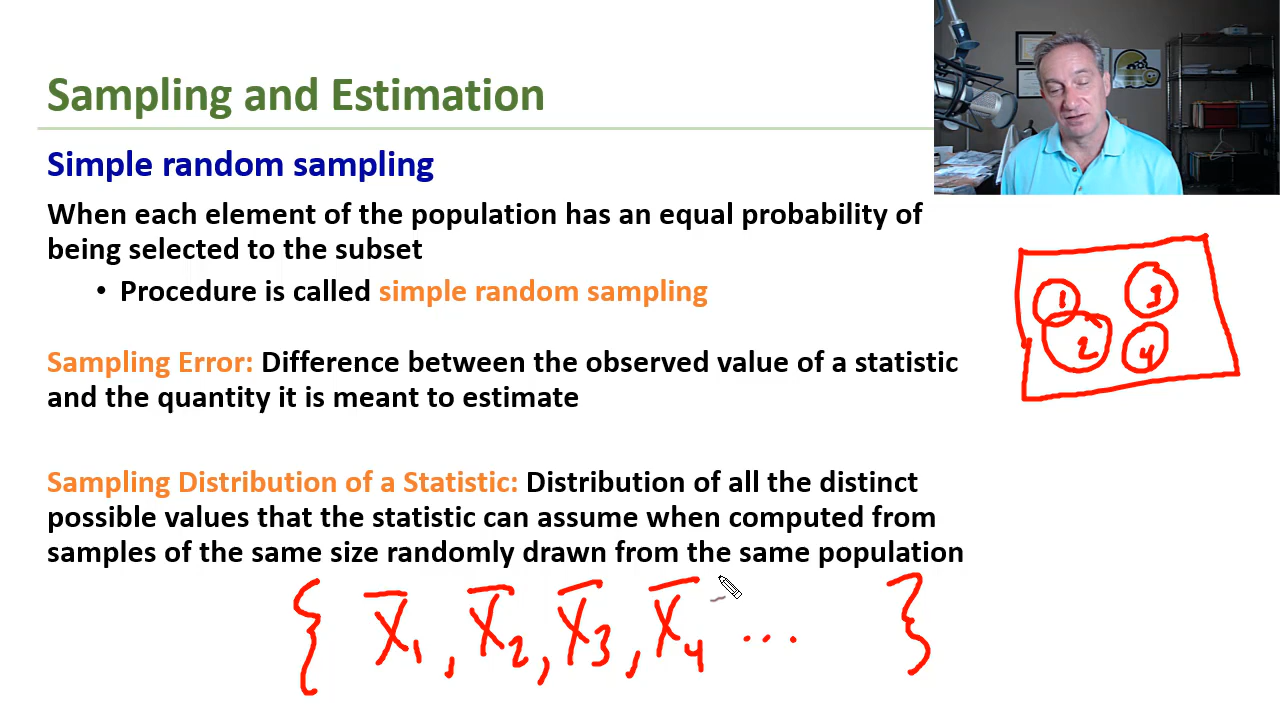 Sampling and Estimation
Simple random sampling
When each element of the population has an equal probability of
being selected to the subset
• Procedure is called simple random sampling
1 3
2 4
Sampling Error: Difference between the observed value of a statistic
and the quantity it is meant to estimate
Sampling Distribution of a Statistic: Distribution of all the distinct
possible values that the statistic can assume when computed from
samples of the same size randomly drawn from the same population
{ X̅₁, X̅₂, X̅₃, X̅₄ ... }